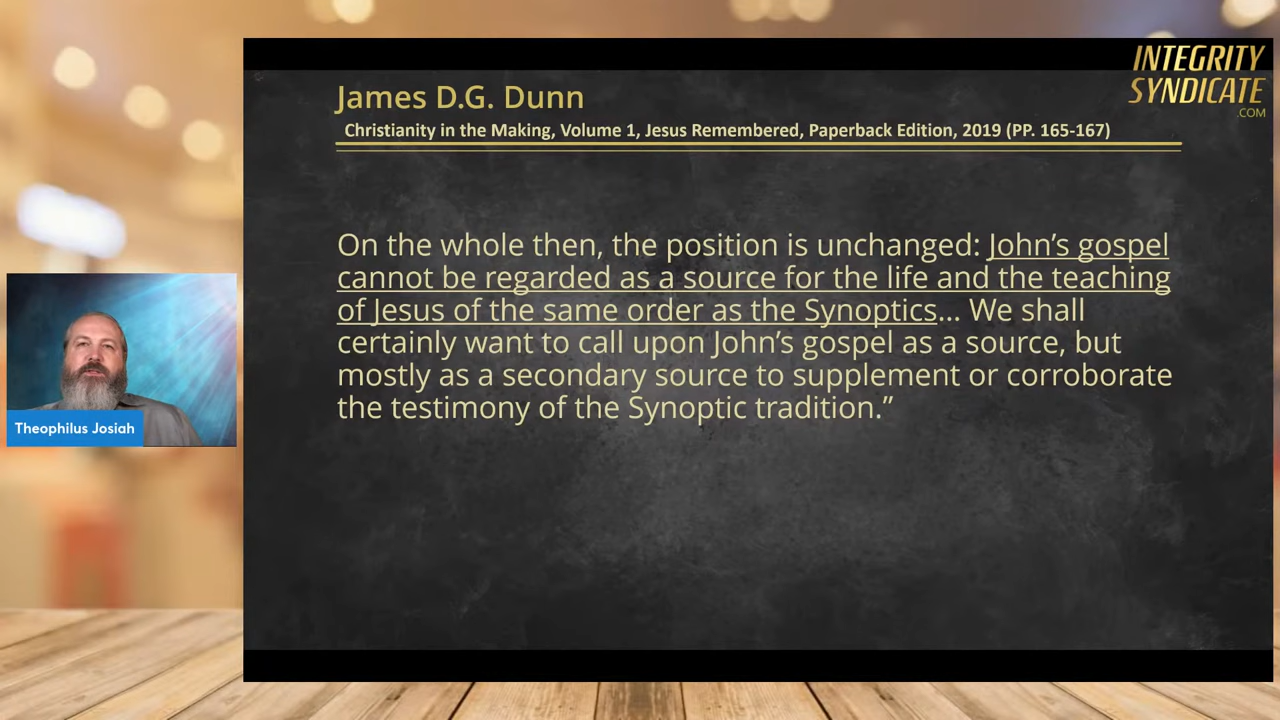 INTEGRITY
SYNDICATE
.COM
James D.G. Dunn
Christianity in the Making, Volume 1, Jesus Remembered, Paperback Edition, 2019 (PP. 165-167)
On the whole then, the position is unchanged: John’s gospel
cannot be regarded as a source for the life and the teaching
of Jesus of the same order as the Synoptics... We shall
certainly want to call upon John’s gospel as a source, but
mostly as a secondary source to supplement or corroborate
the testimony of the Synoptic tradition.”
Theophilus Josiah